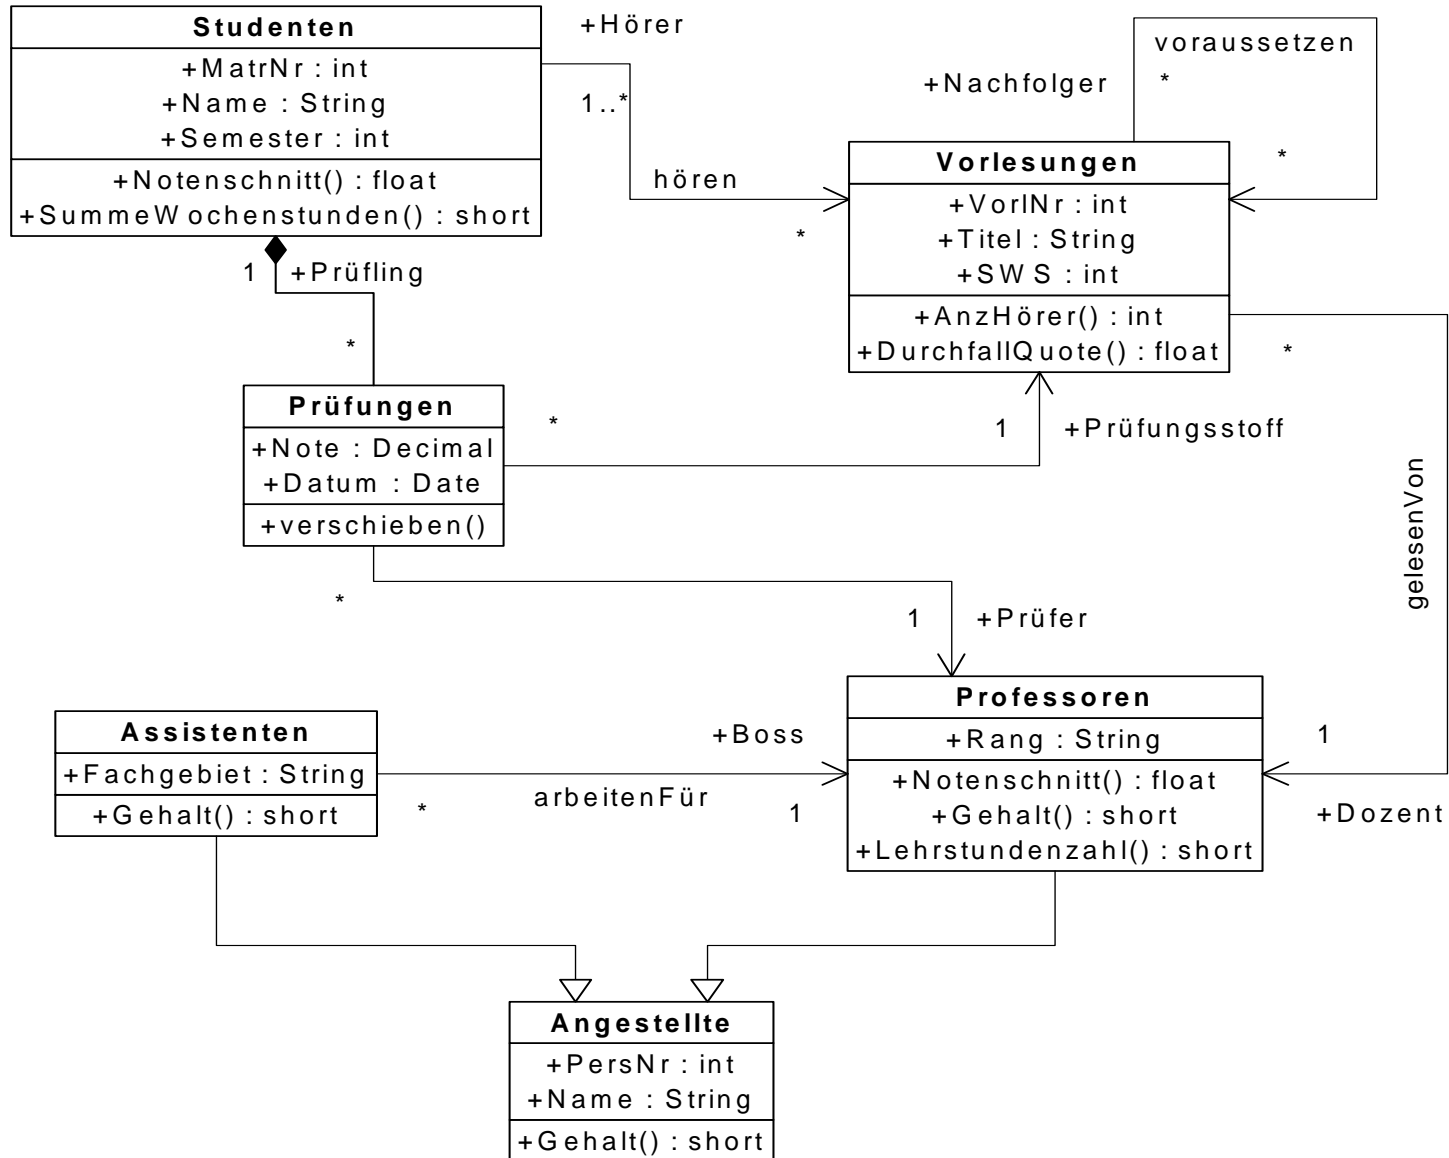 Studenten
+MatrNr : int
+Name : String
+Semester : int
+Notenschnitt() : float
+SummeWochenstunden() : short
+Hörer
1..*
hören
*
voraussetzen
*
+Nachfolger
*
Vorlesungen
+VorlNr : int
+Titel : String
+SWS : int
+AnzHörer() : int
+DurchfallQuote() : float
1
+Prüfling
*
Prüfungen
+Note : Decimal
+Datum : Date
+verschieben()
*
1
+Prüfungsstoff
*
gelesenVon
1
+Dozent
*
1
+Prüfer
Professoren
+Rang : String
+Notenschnitt() : float
+Gehalt() : short
+Lehrstundenzahl() : short
Assistenten
+Fachgebiet : String
+Gehalt() : short
*
arbeitenFür
+Boss
1
Angestellte
+PersNr : int
+Name : String
+Gehalt() : short